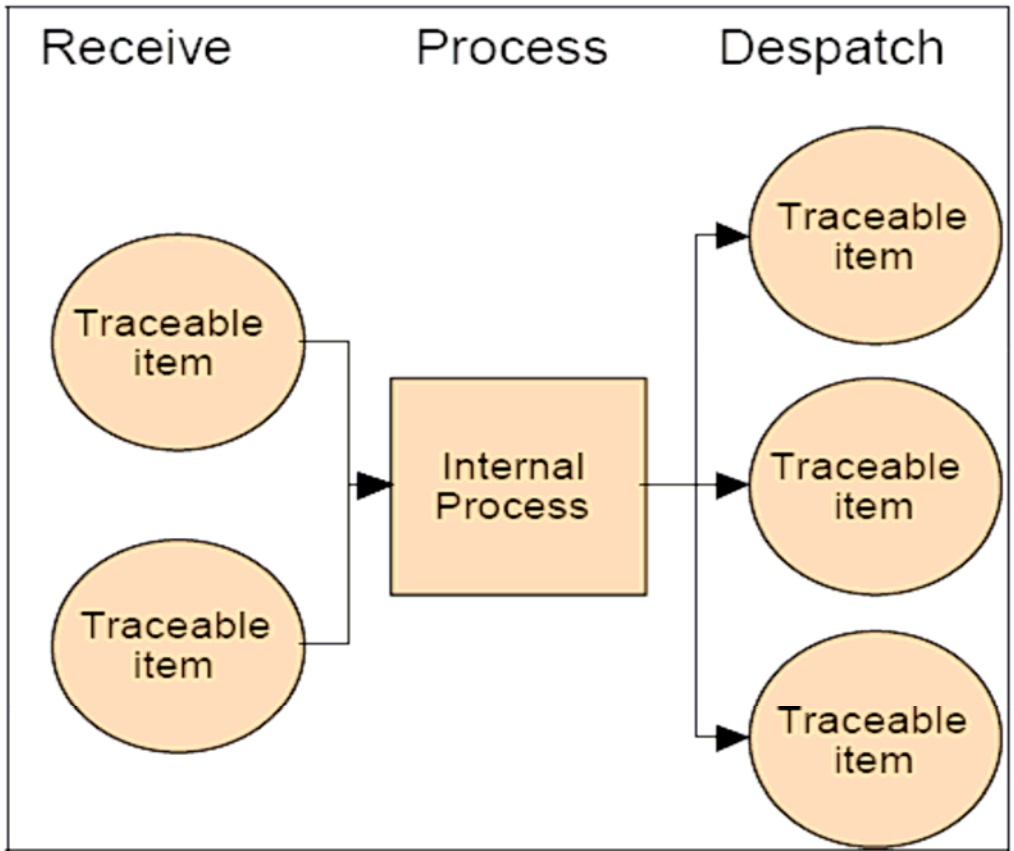 Receive
Process
Despatch
Traceable
item
Traceable
item
Internal
Process
Traceable
item
Traceable
item
Traceable
item